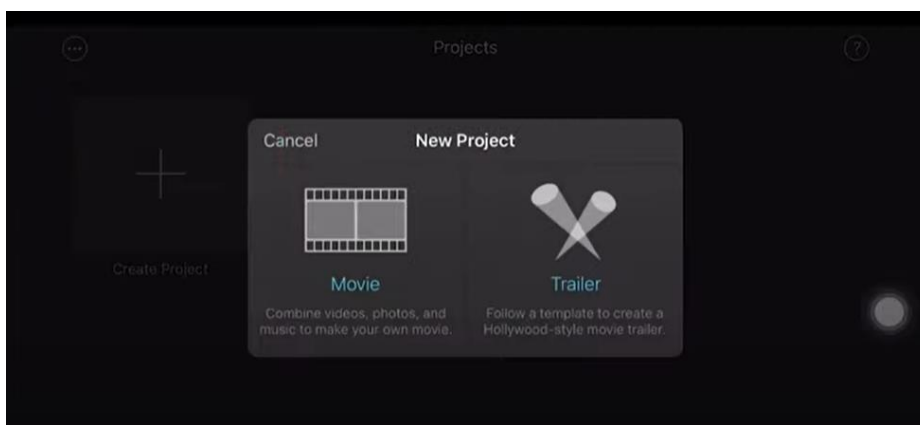 Projects
?
Cancel
New Project
Create Project
Movie
Trailer
Combine videos, photos, and
music to make your own movie.
Follow a template to create a
Hollywood-style movie trailer.